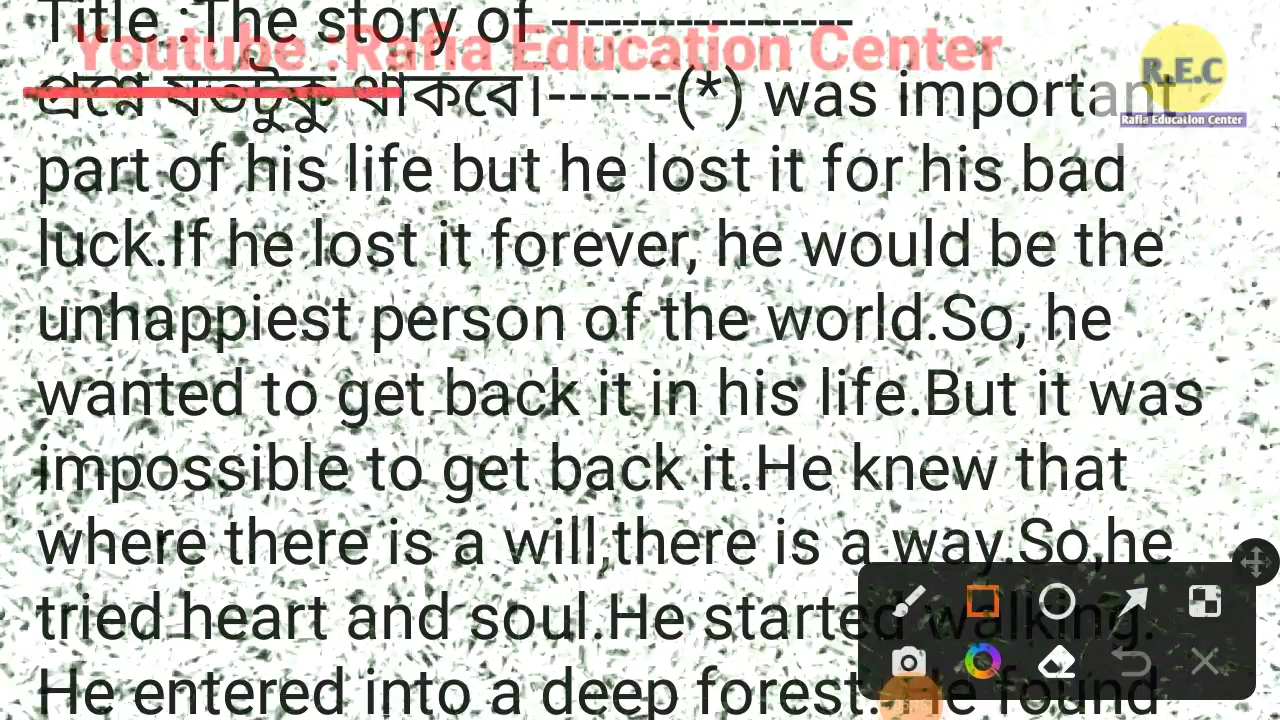 Title :The story of -----------------
Youtube :Rafia Education Center
R.E.C
Rafia Education Center
প্রশ্নে যতটুকু থাকবে।------(*) was important
part of his life but he lost it for his bad
luck.If he lost it forever, he would be the
unhappiest person of the world.So, he
wanted to get back it in his life.But it was
impossible to get back it.He knew that
where there is a will,there is a way.So,he
tried heart and soul.He started walking.
He entered into a deep forest. He found